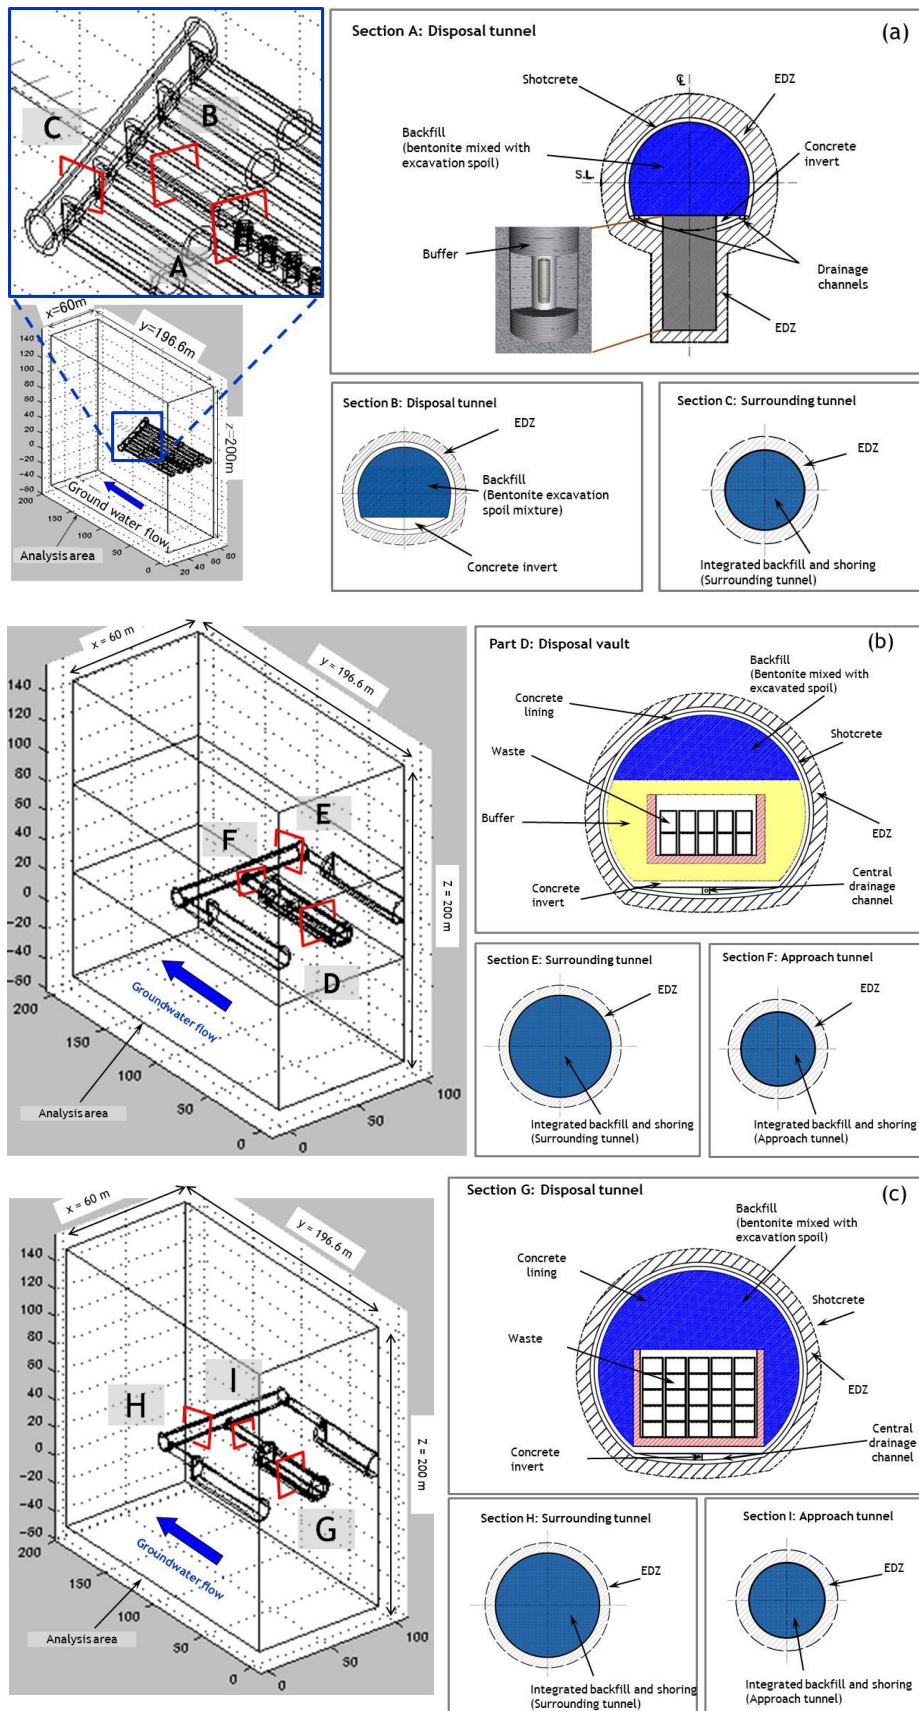 Section A: Disposal tunnel
(a)
Shotcrete
℄
EDZ
Backfill
(bentonite mixed with
excavation spoil)
Concrete
invert
S.L.
Buffer
Drainage
channels
EDZ
C
B
A
x=60m
y=196.6m
z=200m
140
120
100
80
60
40
20
0
-20
-40
-60
200
150
100
50
0
20 40 60 80
Ground water flow
Analysis area
Section B: Disposal tunnel
EDZ
Backfill
(Bentonite excavation
spoil mixture)
Concrete invert
Section C: Surrounding tunnel
EDZ
Integrated backfill and shoring
(Surrounding tunnel)
x = 60 m
y = 196.6 m
Z = 200 m
140
120
100
80
60
40
20
0
-20
-40
-60
200
150
100
50
0
0
50
100
E
F
D
Groundwater flow
Analysis area
Part D: Disposal vault
(b)
Backfill
(Bentonite mixed with
excavated spoil)
Concrete
lining
Shotcrete
Waste
Buffer
EDZ
Concrete
invert
Central
drainage
channel
Section E: Surrounding tunnel
EDZ
Integrated backfill and shoring
(Surrounding tunnel)
Section F: Approach tunnel
EDZ
Integrated backfill and shoring
(Approach tunnel)
x = 60 m
y = 196.6 m
Z = 200 m
140
120
100
80
60
40
20
0
-20
-40
-60
200
150
100
50
0
0
50
100
H
I
G
Groundwater flow
Analysis area
Section G: Disposal tunnel
(c)
Backfill
(bentonite mixed with
excavation spoil)
Concrete
lining
Shotcrete
Waste
EDZ
Concrete
invert
Central
drainage
channel
Section H: Surrounding tunnel
EDZ
Integrated backfill and shoring
(Surrounding tunnel)
Section I: Approach tunnel
EDZ
Integrated backfill and shoring
(Approach tunnel)